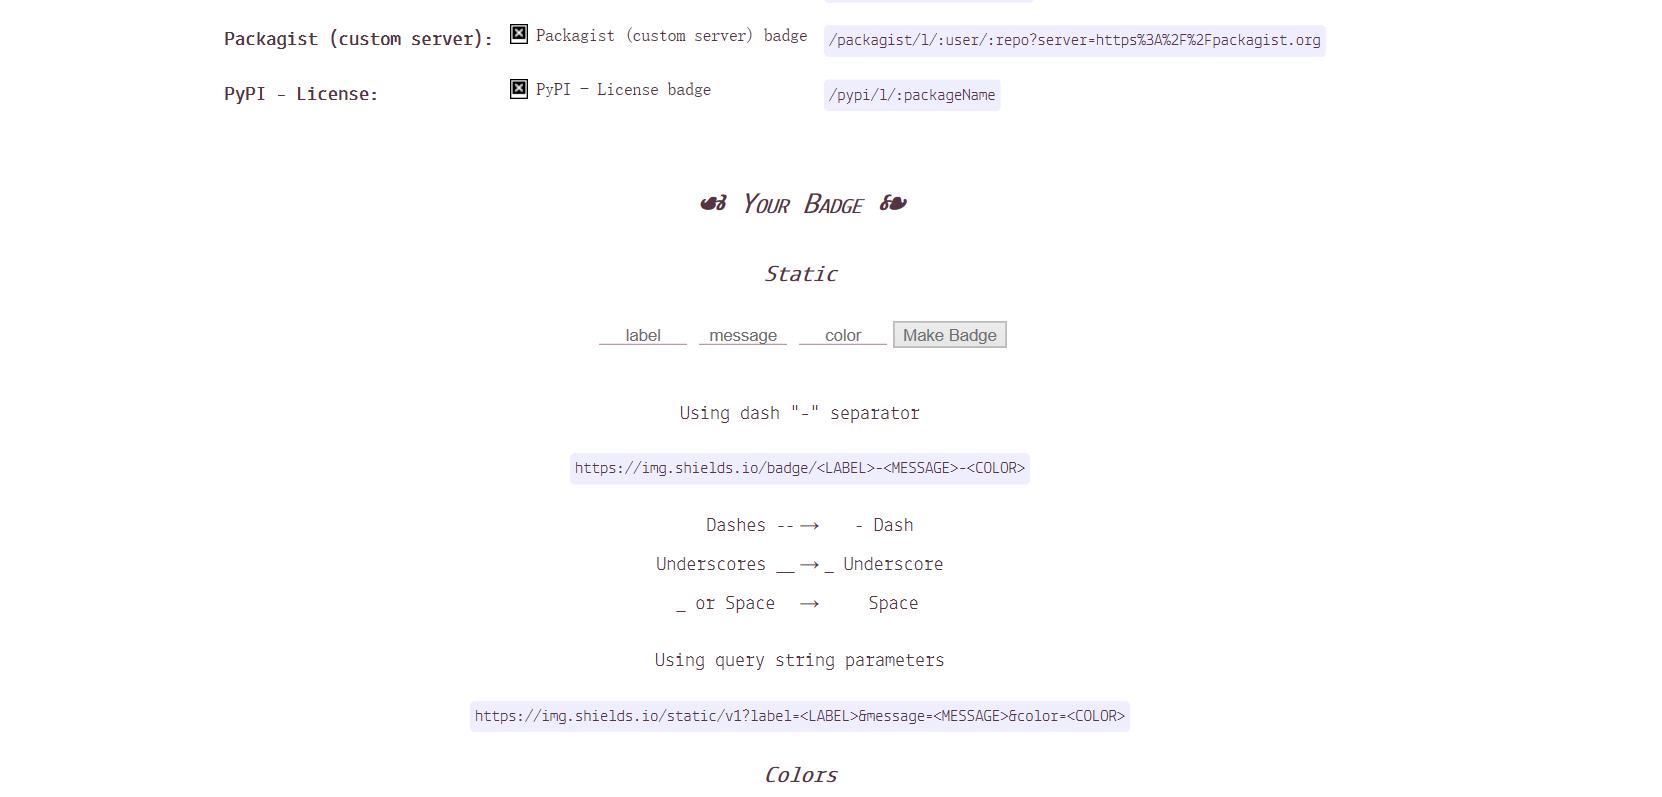 Packagist (custom server): Packagist (custom server) badge /packagist/l/:user/:repo?server=https%3A%2F%2Fpackagist.org
PyPI - License: PyPI - License badge /pypi/l/:packageName
☙ Your Badge ❧
Static
label message color Make Badge
Using dash "-" separator
https://img.shields.io/badge/<LABEL>-<MESSAGE>-<COLOR>
Dashes -- → - Dash
Underscores __ → _ Underscore
_ or Space → Space
Using query string parameters
https://img.shields.io/static/v1?label=<LABEL>&message=<MESSAGE>&color=<COLOR>
Colors